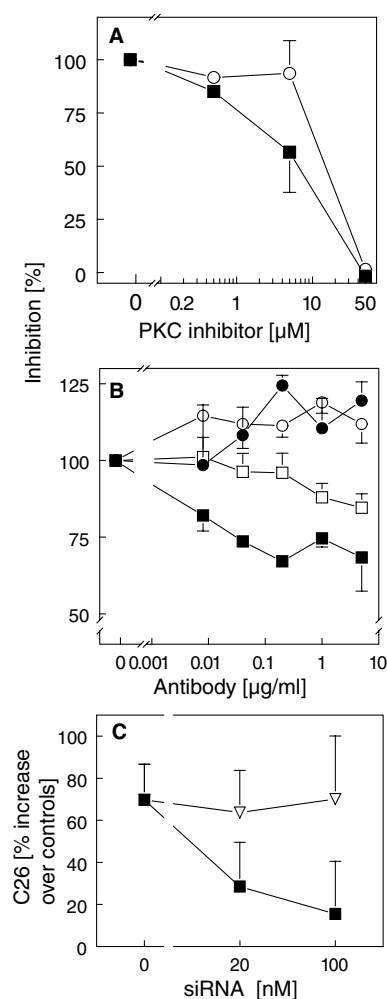 A
100
75
50
25
0
0 0.2 1 10 50
PKC inhibitor [µM]
Inhibition [%]
B
125
100
75
50
0 0.001 0.01 0.1 1 10
Antibody [µg/ml]
C
100
80
60
40
20
0
C26 [% increase
over controls]
0 20 100
siRNA [nM]